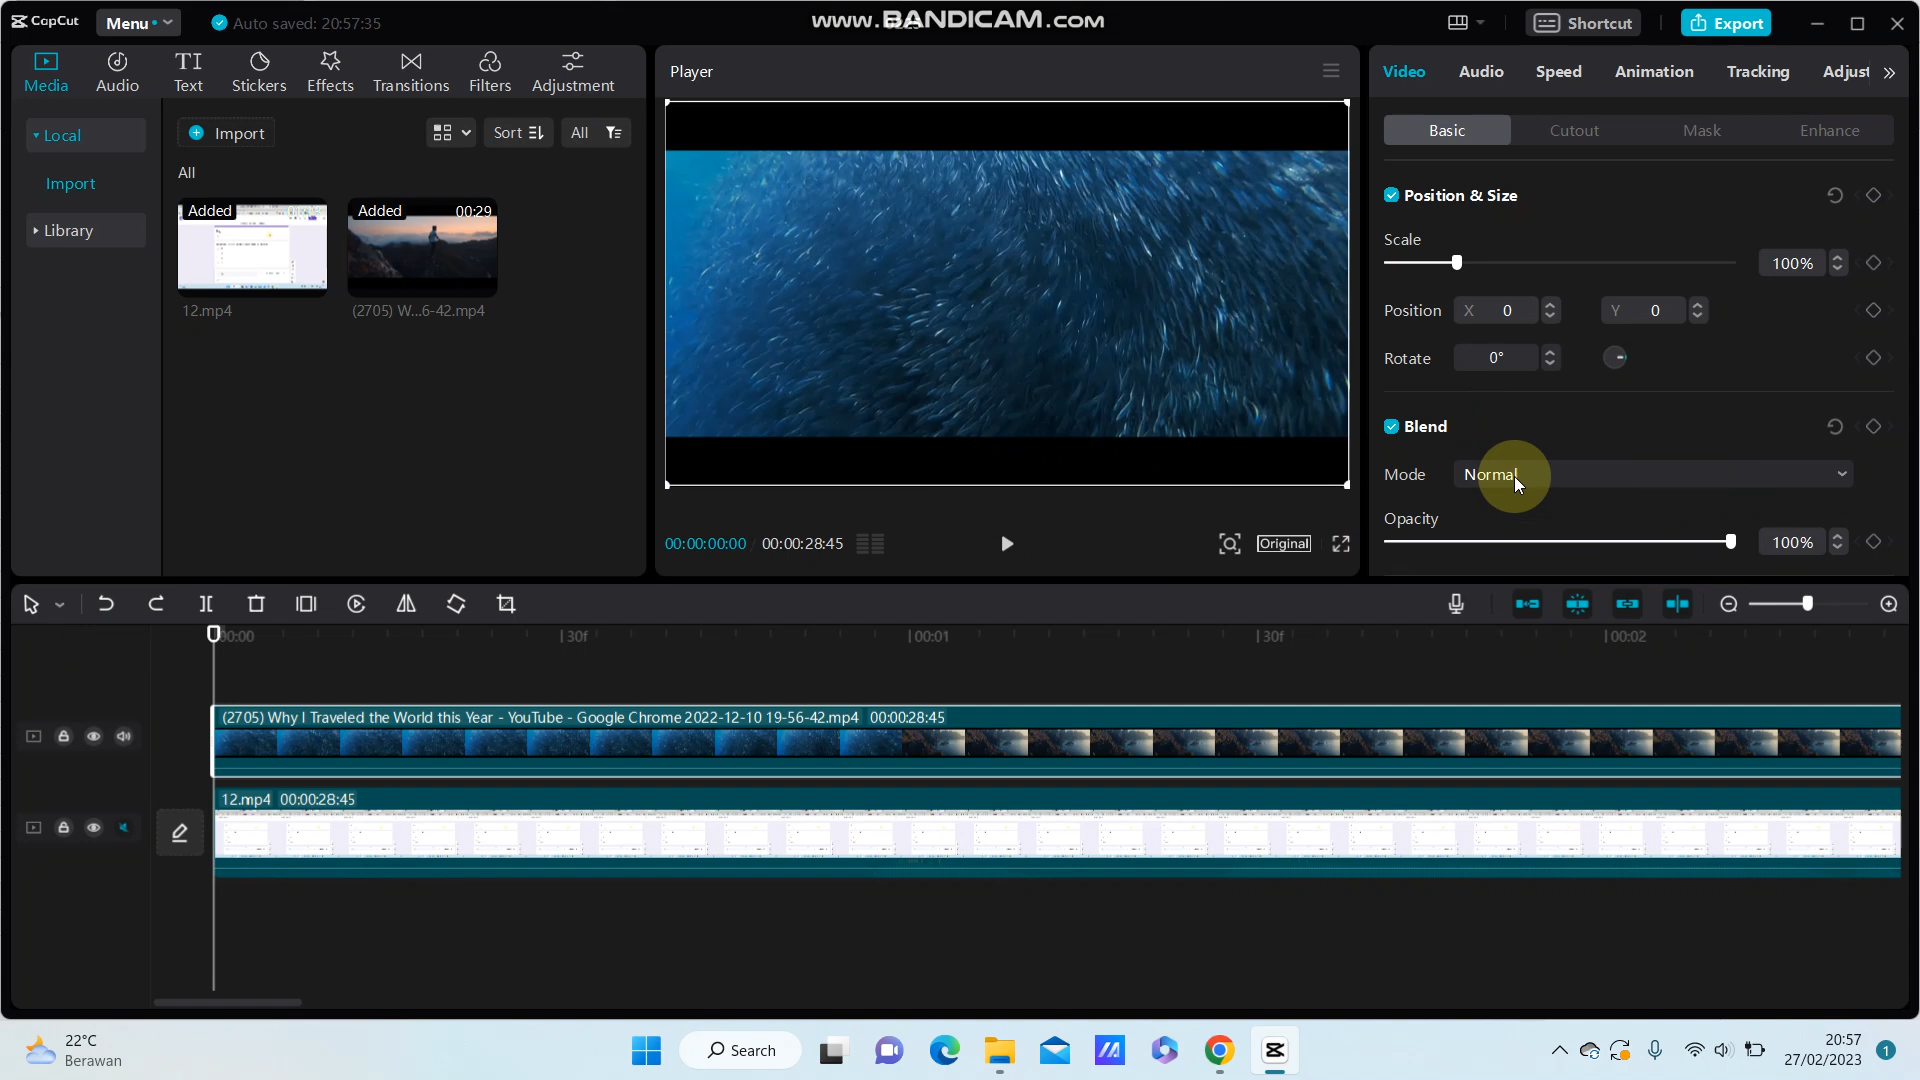 CapCut
Menu
Auto saved: 20:57:35
www.BANDICAM.com
Shortcut
Export
Media
Audio
Text
Stickers
Effects
Transitions
Filters
Adjustment
Local
Import
Library
Import
Sort
All
All
Added
12.mp4
Added
00:29
(2705) W...6-42.mp4
Player
00:00:00:00
00:00:28:45
Original
Video
Audio
Speed
Animation
Tracking
Adjust
Basic
Cutout
Mask
Enhance
Position & Size
Scale
100%
Position X 0 Y 0
Rotate 0°
Blend
Mode Normal
Opacity
100%
00:00
30f
00:01
30f
00:02
(2705) Why I Traveled the World this Year - YouTube - Google Chrome 2022-12-10 19-56-42.mp4 00:00:28:45
12.mp4 00:00:28:45
22°C
Berawan
Search
20:57
27/02/2023
1